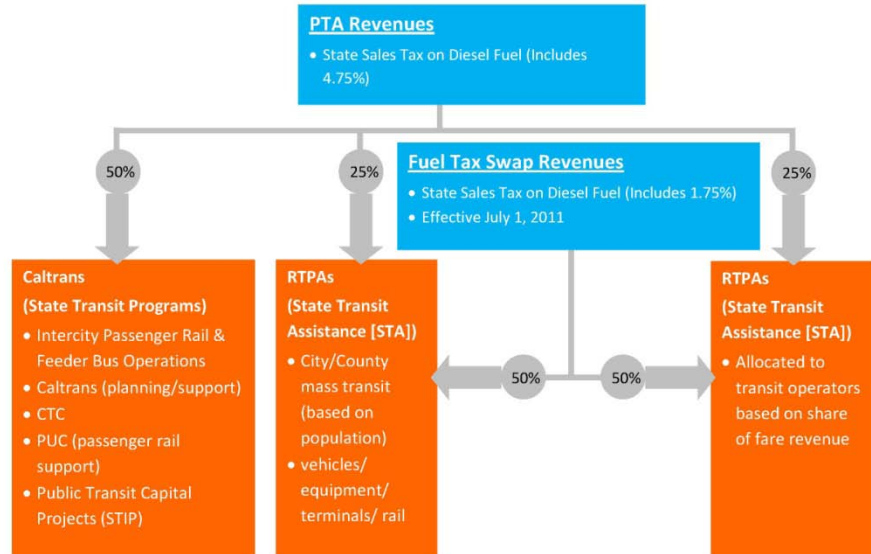 PTA Revenues
• State Sales Tax on Diesel Fuel (Includes
4.75%)
50%
25%
25%
Fuel Tax Swap Revenues
• State Sales Tax on Diesel Fuel (Includes 1.75%)
• Effective July 1, 2011
Caltrans
(State Transit Programs)
• Intercity Passenger Rail &
Feeder Bus Operations
• Caltrans (planning/support)
• CTC
• PUC (passenger rail
support)
• Public Transit Capital
Projects (STIP)
RTPAs
(State Transit
Assistance [STA])
• City/County
mass transit
(based on
population)
• vehicles/
equipment/
terminals/ rail
50%
50%
RTPAs
(State Transit
Assistance [STA])
• Allocated to
transit operators
based on share
of fare revenue